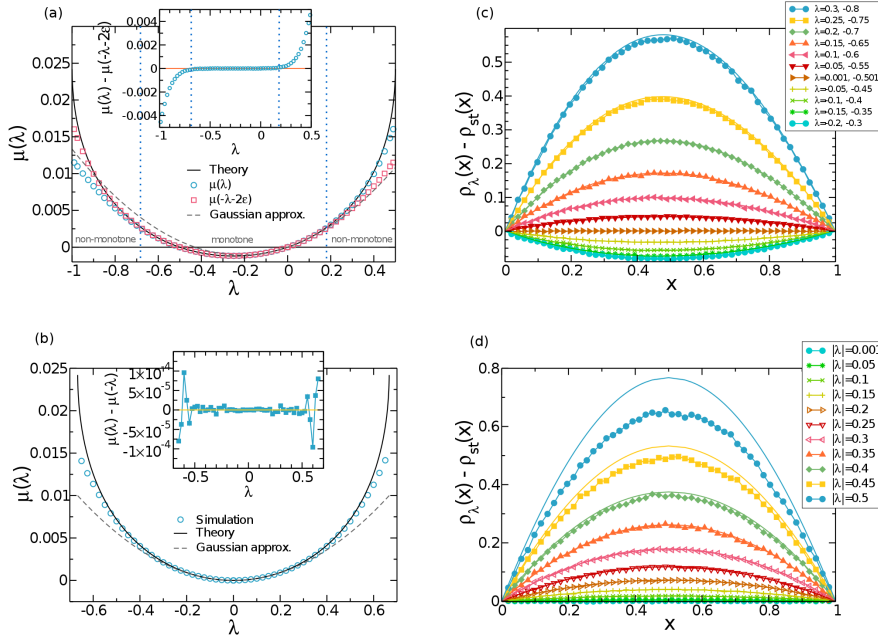 (a)
0.025
0.02
0.015
0.01
0.005
0
μ(λ)
-1 -0.8 -0.6 -0.4 -0.2 0 0.2 0.4
λ
0.004
0.002
0
-0.002
-0.004
μ(λ) - μ(-λ-2ε)
-1 -0.5 0 0.5
λ
Theory
μ(λ)
μ(-λ-2ε)
Gaussian approx.
non-monotone monotone non-monotone
(c)
0.5
0.4
0.3
0.2
0.1
0
ρλ(x) - ρst(x)
0 0.2 0.4 0.6 0.8 1
x
λ=0.3, -0.8
λ=0.25, -0.75
λ=0.2, -0.7
λ=0.15, -0.65
λ=0.1, -0.6
λ=0.05, -0.55
λ=0.001, -0.501
λ=-0.05, -0.45
λ=-0.1, -0.4
λ=-0.15, -0.35
λ=-0.2, -0.3
(b)
0.025
0.02
0.015
0.01
0.005
0
μ(λ)
-0.6 -0.4 -0.2 0 0.2 0.4 0.6
λ
1×10⁻⁴
5×10⁻⁵
0
-5×10⁻⁵
-1×10⁻⁴
μ(λ) - μ(-λ)
-0.5 0 0.5
λ
Simulation
Theory
Gaussian approx.
(d)
0.8
0.6
0.4
0.2
0
ρλ(x) - ρst(x)
0 0.2 0.4 0.6 0.8 1
x
|λ|=0.001
|λ|=0.05
|λ|=0.1
|λ|=0.15
|λ|=0.2
|λ|=0.25
|λ|=0.3
|λ|=0.35
|λ|=0.4
|λ|=0.45
|λ|=0.5